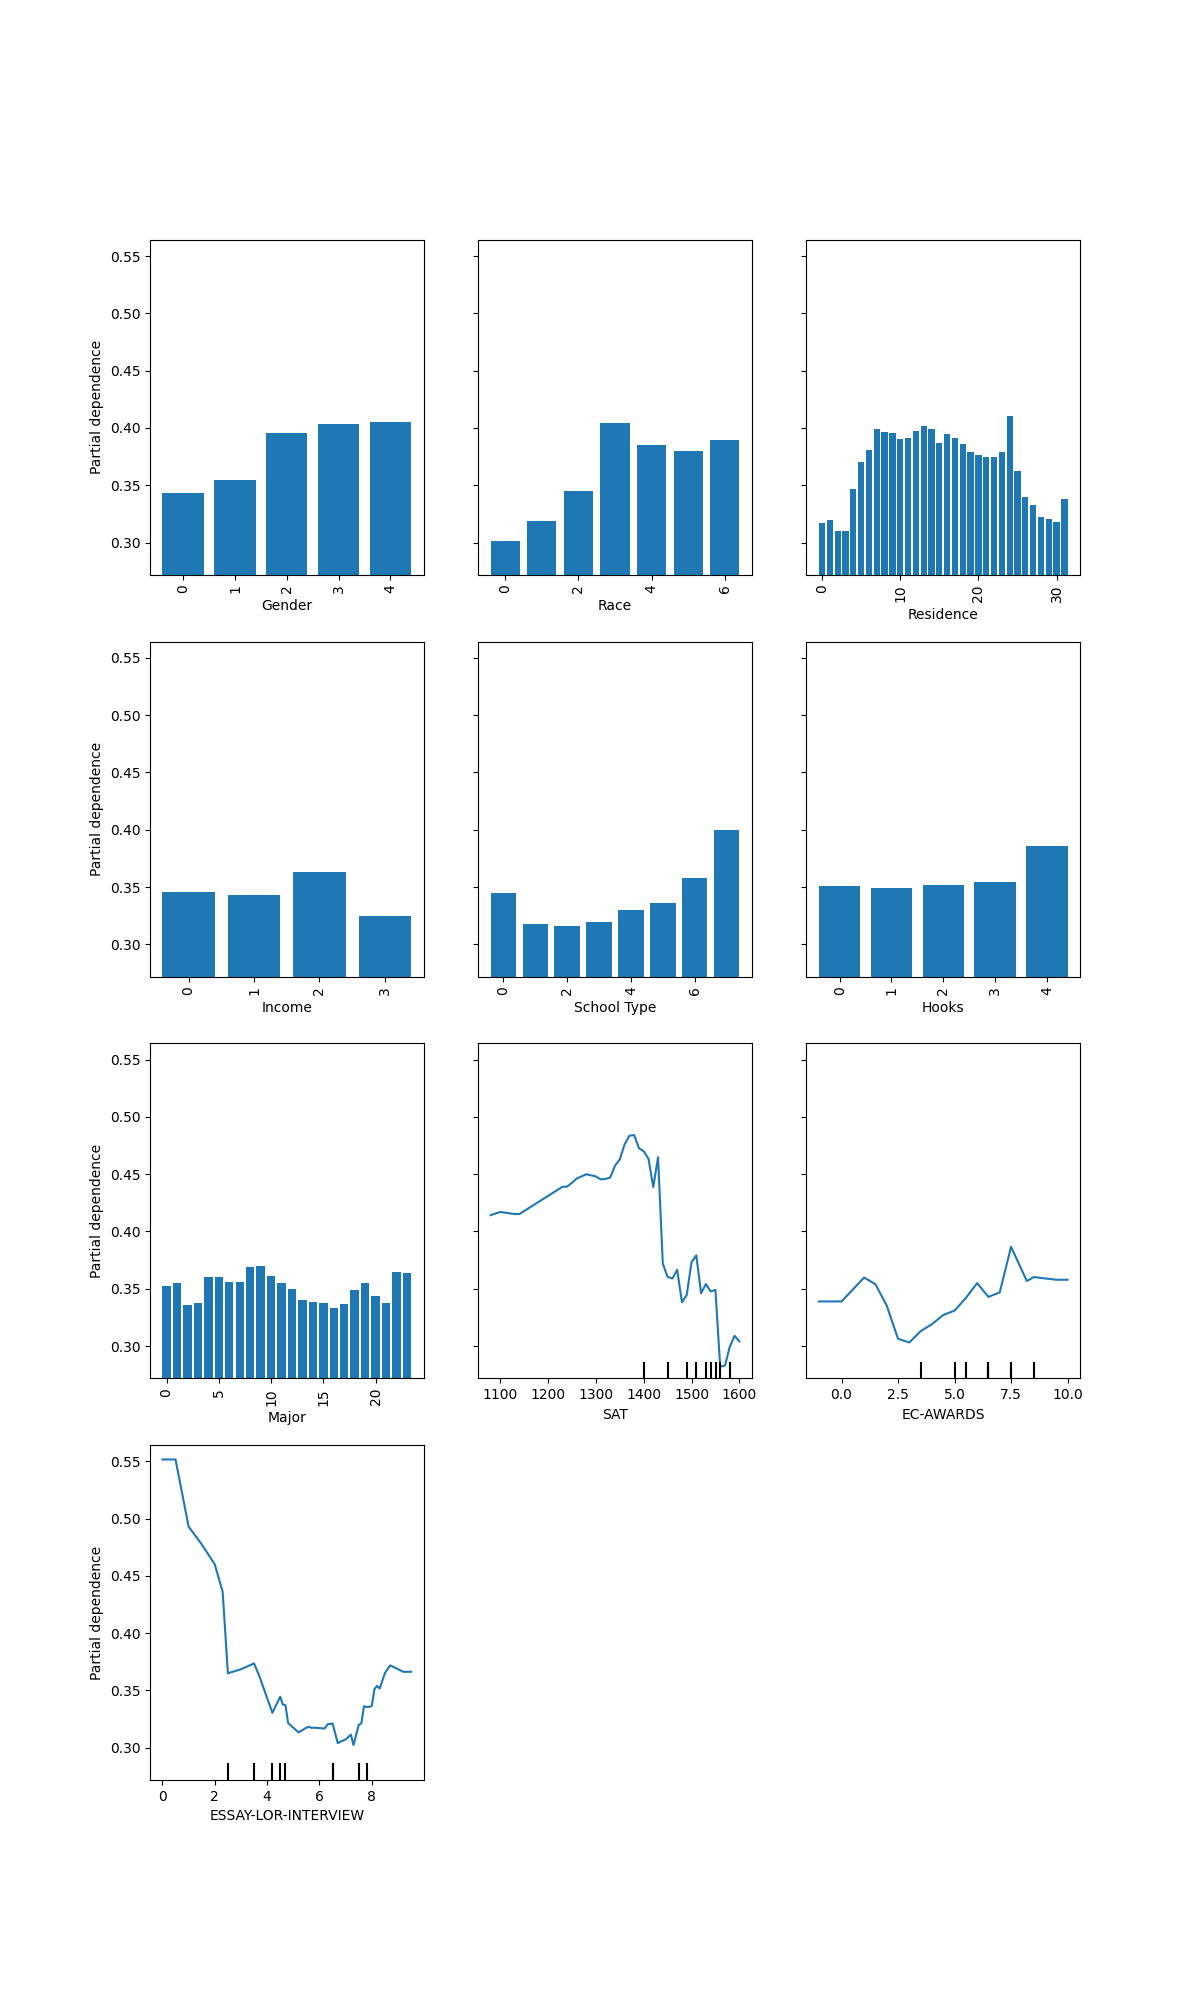 0.55
0.50
0.45
0.40
0.35
0.30
Partial dependence
0 1 2 3 4
Gender
0 2 4 6
Race
0 10 20 30
Residence
0.55
0.50
0.45
0.40
0.35
0.30
Partial dependence
0 1 2 3
Income
0 2 4 6
School Type
0 1 2 3 4
Hooks
0.55
0.50
0.45
0.40
0.35
0.30
Partial dependence
0 5 10 15 20
Major
1100 1200 1300 1400 1500 1600
SAT
0.0 2.5 5.0 7.5 10.0
EC-AWARDS
0.55
0.50
0.45
0.40
0.35
0.30
Partial dependence
0 2 4 6 8
ESSAY-LOR-INTERVIEW